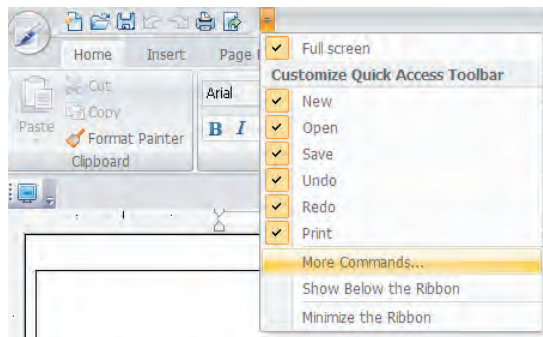 Full screen
Home Insert Page
Customize Quick Access Toolbar
Cut
New
Arial
Copy
Open
Paste
B I
Format Painter
Save
Clipboard
Undo
Redo
Print
More Commands...
Show Below the Ribbon
Minimize the Ribbon